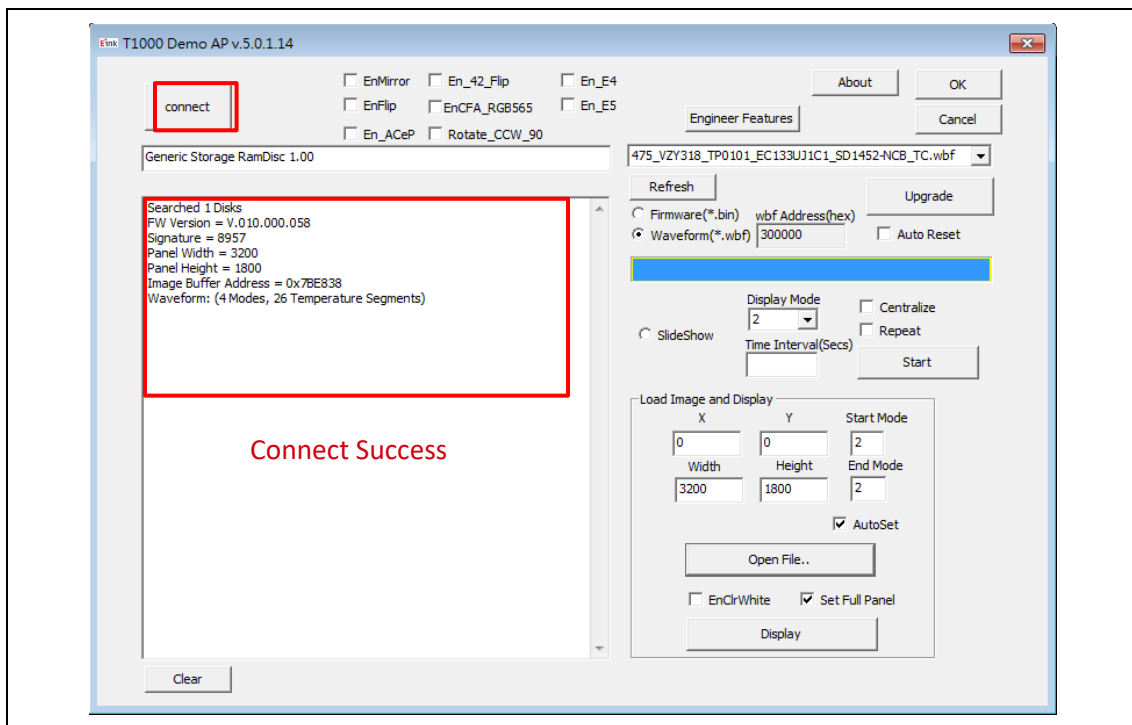 Eink T1000 Demo AP v.5.0.1.14
connect
EnMirror En_42_Flip En_E4
EnFlip EnCFA_RGB565 En_E5
En_ACeP Rotate_CCW_90
About OK
Engineer Features Cancel
Generic Storage RamDisc 1.00
475_VZY318_TP0101_EC133UJ1C1_SD1452-NCB_TC.wbf
Searched 1 Disks
FW Version = V.010.000.058
Signature = 8957
Panel Width = 3200
Panel Height = 1800
Image Buffer Address = 0x7BE838
Waveform: (4 Modes, 26 Temperature Segments)
Connect Success
Clear
Refresh
Upgrade
Firmware(*.bin) wbf Address(hex)
Waveform(*.wbf) 300000 Auto Reset
Display Mode
2
Centralize
SlideShow
Repeat
Time Interval(Secs)
Start
Load Image and Display
X Y Start Mode
0 0 2
Width Height End Mode
3200 1800 2
AutoSet
Open File..
EnClrWhite Set Full Panel
Display